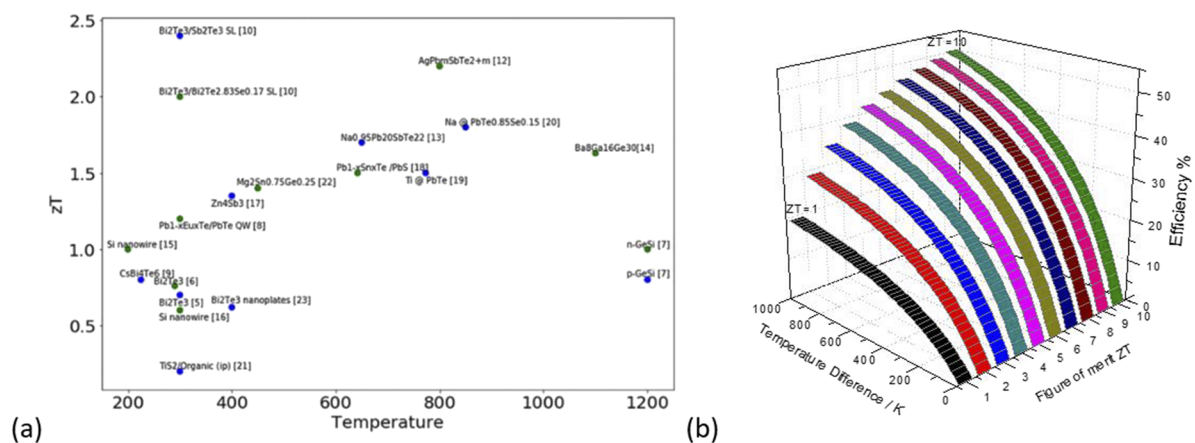 2.5
2.0
1.5
1.0
0.5
zT
Bi2Te3/Sb2Te3 SL [10]
AgPbmSbTe2+m [12]
Bi2Te3/Bi2Te2.83Se0.17 SL [10]
Na @ PbTe0.85Se0.15 [20]
Na0.95Pb20SbTe22 [13]
Ba8Ga16Ge30[14]
Pb1-xSnxTe /PbS [18]
Ti @ PbTe [19]
Mg2Sn0.75Ge0.25 [22]
Zn4Sb3 [17]
Pb1-xEuxTe/PbTe QW [8]
Si nanowire [15]
n-GeSi [7]
CsBi4Te6 [9]
Bi2Te3 [6]
p-GeSi [7]
Bi2Te3 [5]
Bi2Te3 nanoplates [23]
Si nanowire [16]
TiS2/Organic (ip) [21]
200 400 600 800 1000 1200
Temperature
(a)
ZT = 10
ZT = 1
50
40
30
20
10
0
Efficiency %
1000
800
600
400
200
0
Temperature Difference / K
1
2
3
4
5
6
7
8
9
10
Figure of merit ZT
(b)